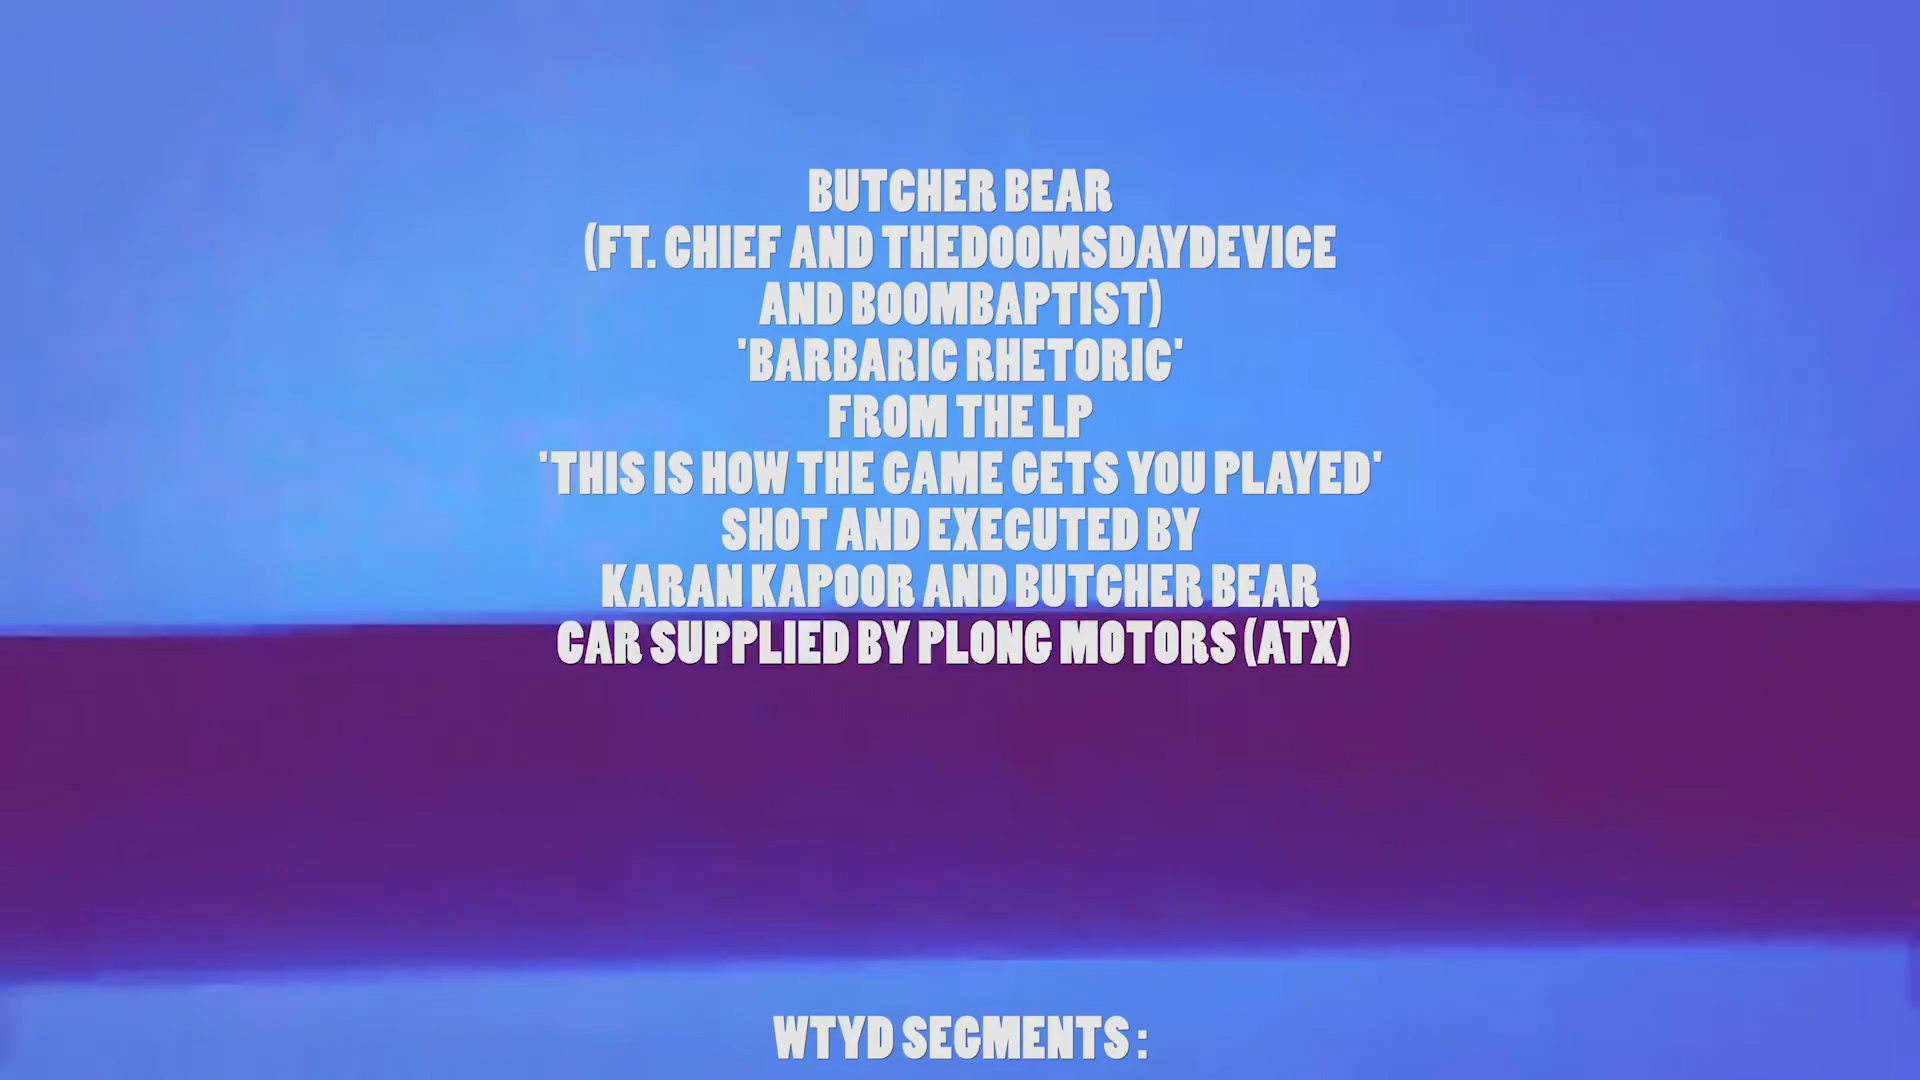 BUTCHER BEAR
(FT. CHIEF AND THEDOOMSDAYDEVICE
AND BOOMBAPTIST)
'BARBARIC RHETORIC'
FROM THE LP
'THIS IS HOW THE GAME GETS YOU PLAYED'
SHOT AND EXECUTED BY
KARAN KAPOOR AND BUTCHER BEAR
CAR SUPPLIED BY PLONG MOTORS (ATX)
WTYD SEGMENTS :